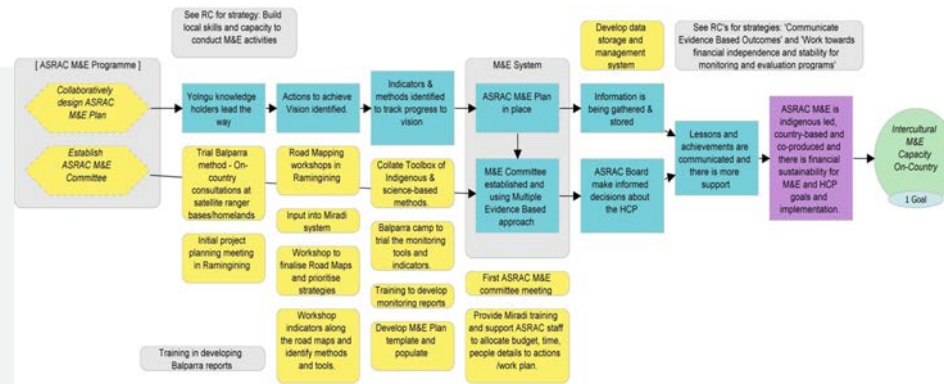 See RC for strategy: Build
local skills and capacity to
conduct M&E activities
Develop data
storage and
management
system
See RC's for strategies: 'Communicate
Evidence Based Outcomes' and 'Work towards
financial independence and stability for
monitoring and evaluation programs'
[ ASRAC M&E Programme ]
Collaboratively
design ASRAC
M&E Plan
Establish
ASRAC M&E
Committee
Yolngu knowledge
holders lead the
way
Actions to achieve
Vision identified.
Indicators &
methods identified
to track progress to
vision
M&E System
ASRAC M&E Plan
in place
M&E Committee
established and
using Multiple
Evidence Based
approach
Information is
being gathered &
stored
ASRAC Board
make informed
decisions about
the HCP
Lessons and
achievements are
communicated and
there is more
support
ASRAC M&E is
indigenous led,
country-based and
co-produced and
there is financial
sustainability for
M&E and HCP
goals and
implementation.
Intercultural
M&E
Capacity
On-Country
1 Goal
Trial Balparra
method - On-
country
consultations at
satellite ranger
bases/homelands
Initial project
planning meeting
in Ramingining
Training in developing
Balparra reports
Road Mapping
workshops in
Ramingining
Input into Miradi
system
Workshop to
finalise Road Maps
and prioritise
strategies
Workshop
indicators along
the road maps and
identify methods
and tools.
Collate Toolbox of
Indigenous &
science-based
methods.
Balparra camp to
trial the monitoring
tools and
indicators.
Training to develop
monitoring reports
Develop M&E Plan
template and
populate
First ASRAC M&E
committee meeting
Provide Miradi training
and support ASRAC staff
to allocate budget, time,
people details to actions
/work plan.